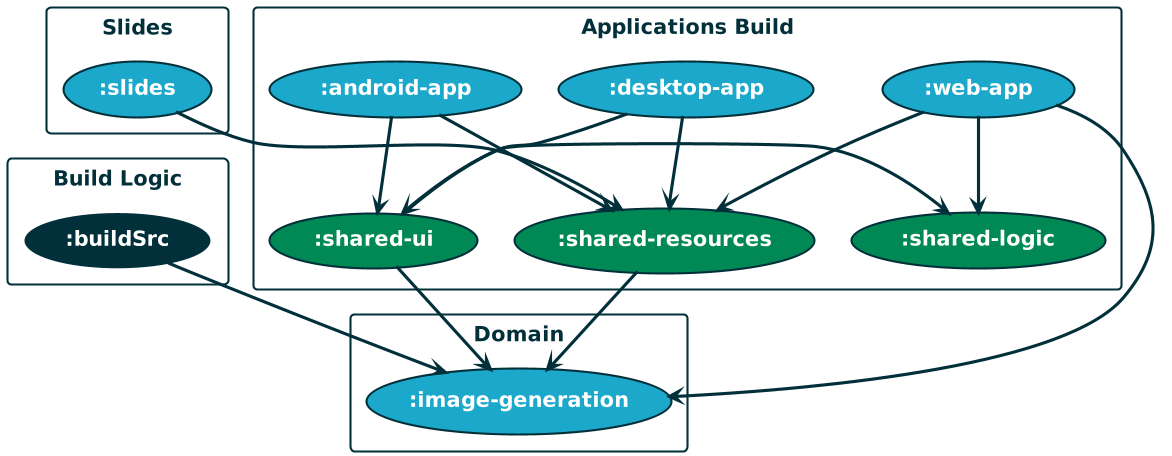 Slides
Applications Build
:slides
:android-app
:desktop-app
:web-app
Build Logic
:buildSrc
:shared-ui
:shared-resources
:shared-logic
Domain
:image-generation